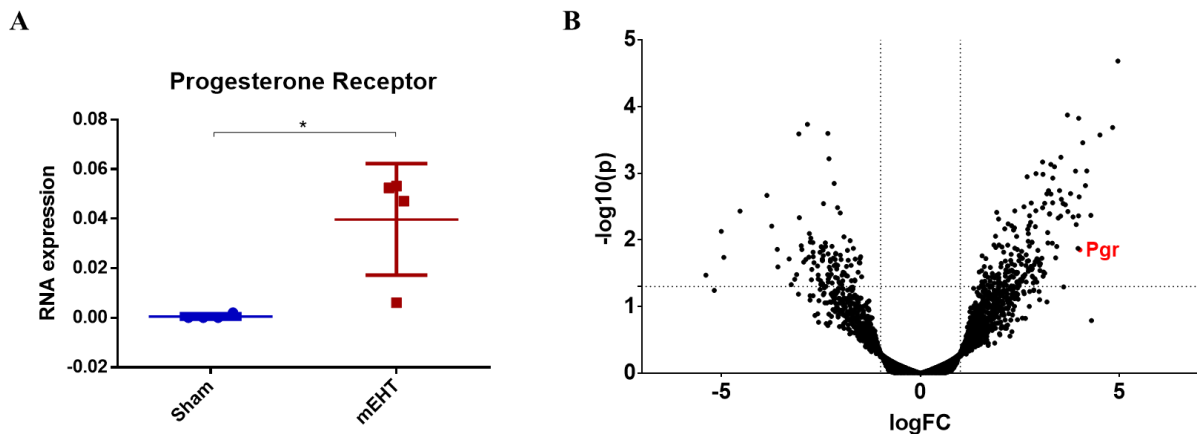 A
Progesterone Receptor
RNA expression
0.08
0.06
0.04
0.02
0.00
-0.02
*
Sham
mEHT
B
-log10(p)
5
4
3
2
1
0
Pgr
-5
0
5
logFC